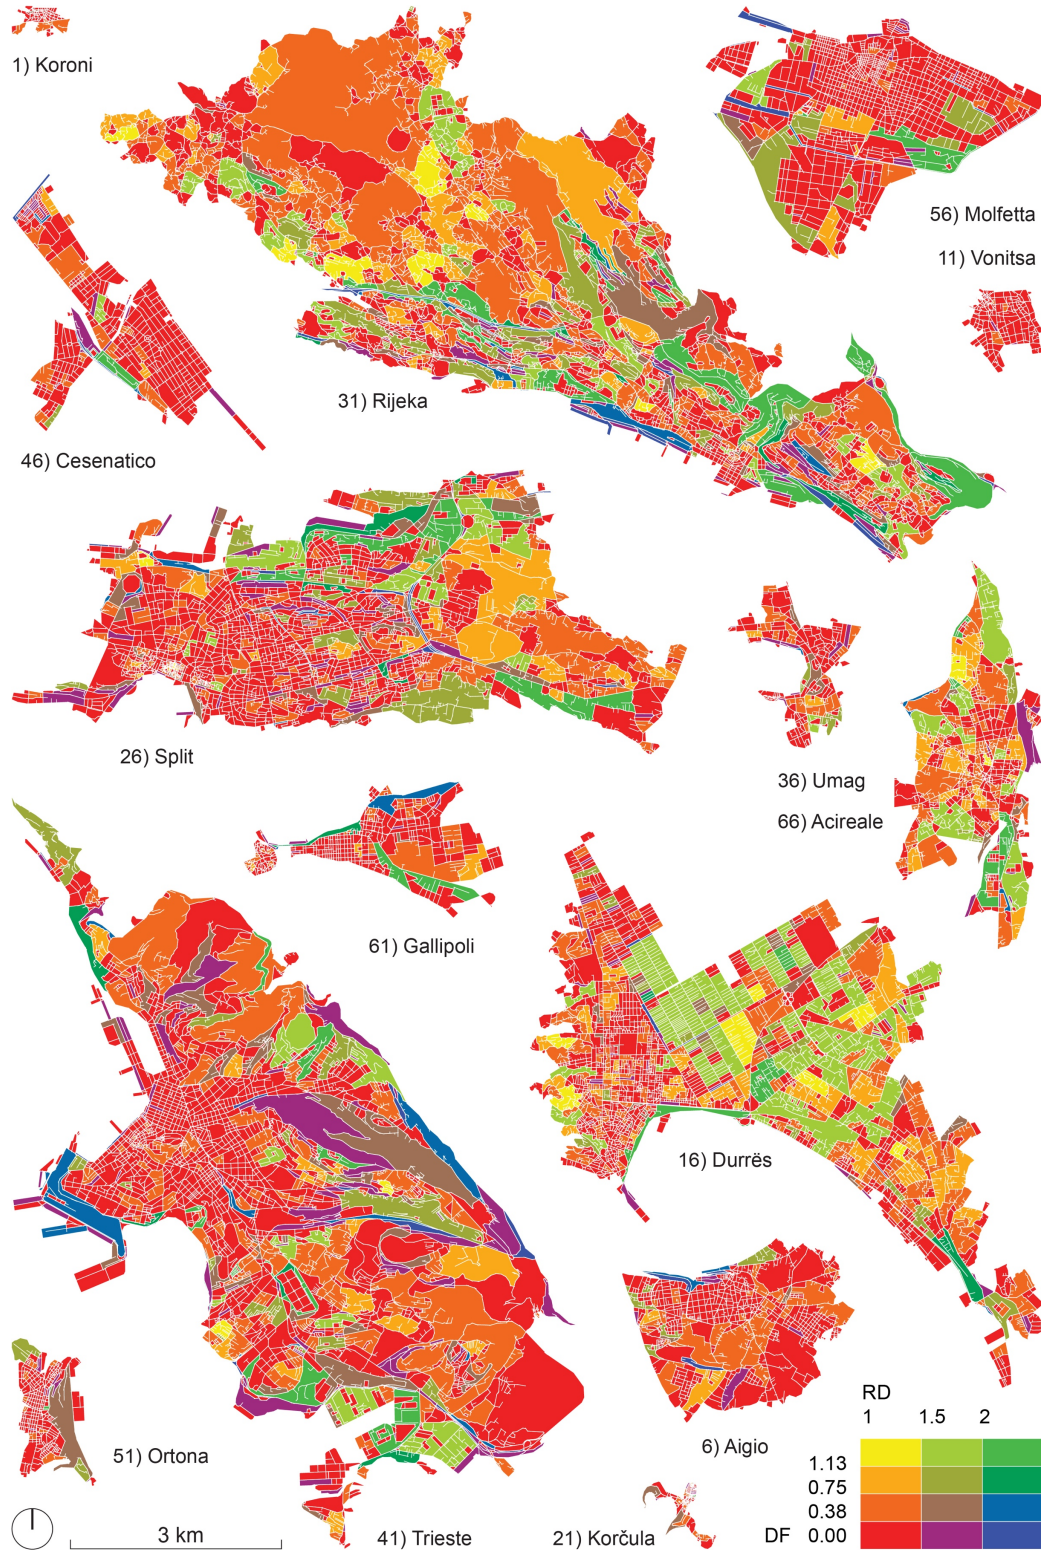 1) Koroni
56) Molfetta
11) Vonitsa
31) Rijeka
46) Cesenatico
26) Split
36) Umag
66) Acireale
61) Gallipoli
16) Durrës
51) Ortona
6) Aigio
RD
1 1.5 2
1.13
0.75
0.38
DF 0.00
3 km
41) Trieste
21) Korčula